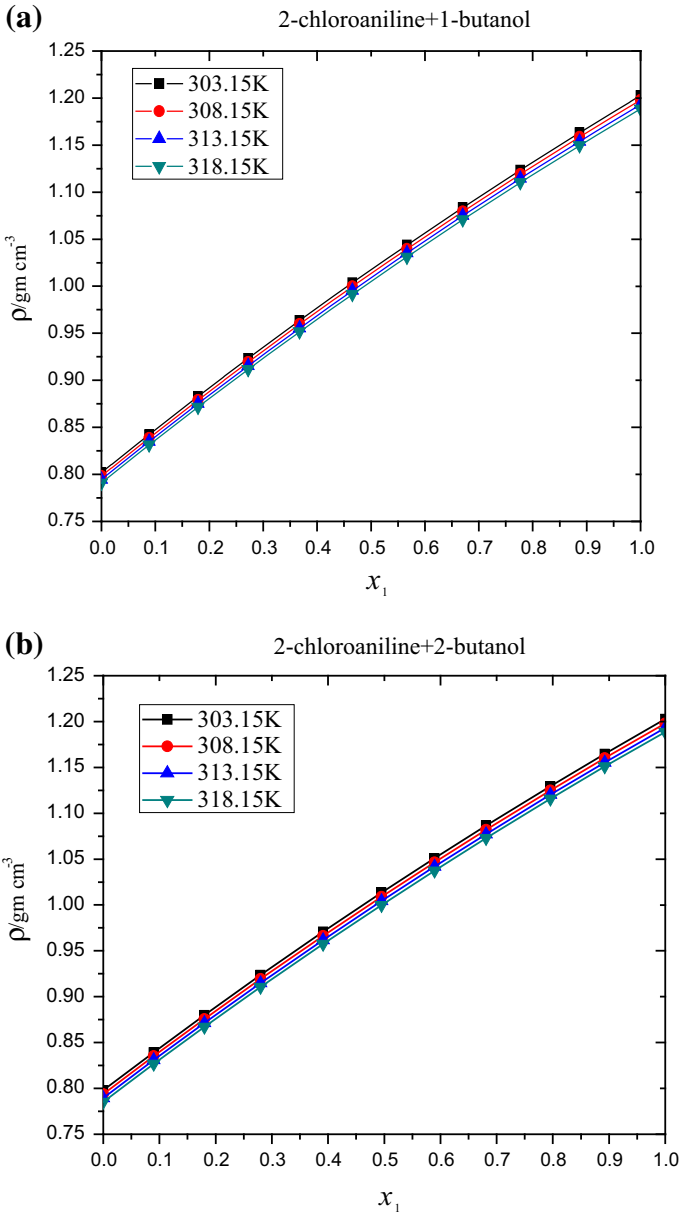 (a)
2-chloroaniline+1-butanol
1.25
1.20
1.15
1.10
1.05
1.00
0.95
0.90
0.85
0.80
0.75
ρ/gm cm⁻³
303.15K
308.15K
313.15K
318.15K
0.0 0.1 0.2 0.3 0.4 0.5 0.6 0.7 0.8 0.9 1.0
x₁
(b)
2-chloroaniline+2-butanol
1.25
1.20
1.15
1.10
1.05
1.00
0.95
0.90
0.85
0.80
0.75
ρ/gm cm⁻³
303.15K
308.15K
313.15K
318.15K
0.0 0.1 0.2 0.3 0.4 0.5 0.6 0.7 0.8 0.9 1.0
x₁